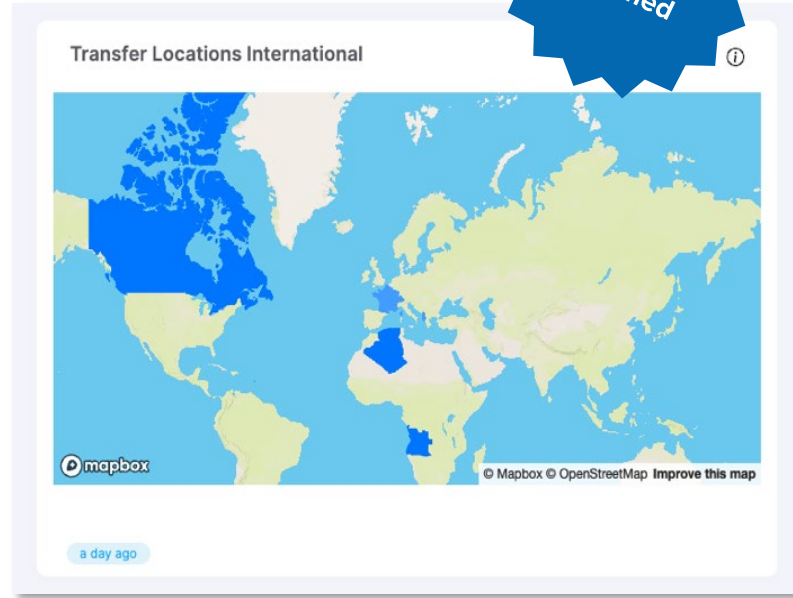 Transfer Locations International
mapbox
© Mapbox © OpenStreetMap Improve this map
a day ago